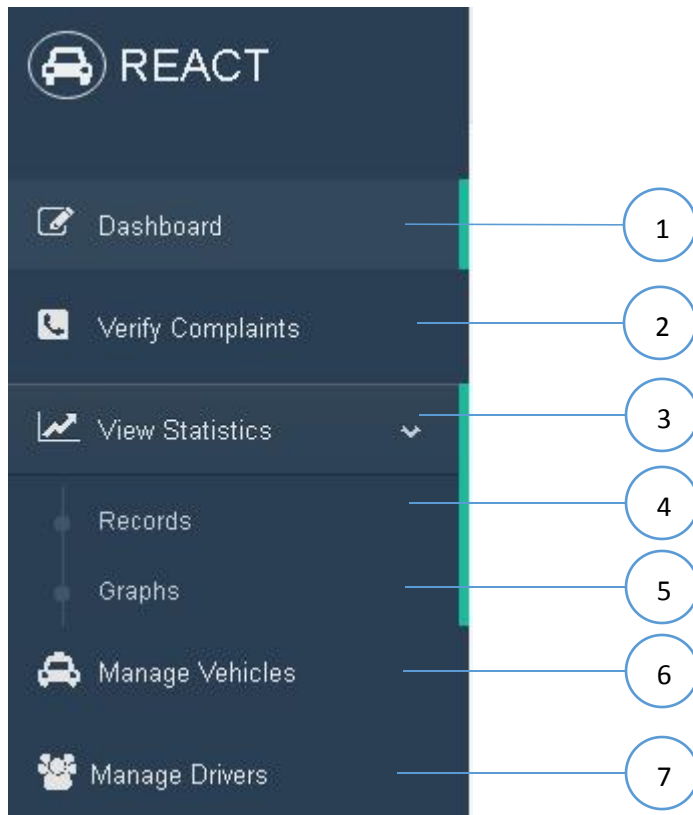 REACT
Dashboard
1
Verify Complaints
2
View Statistics
3
Records
4
Graphs
5
Manage Vehicles
6
Manage Drivers
7